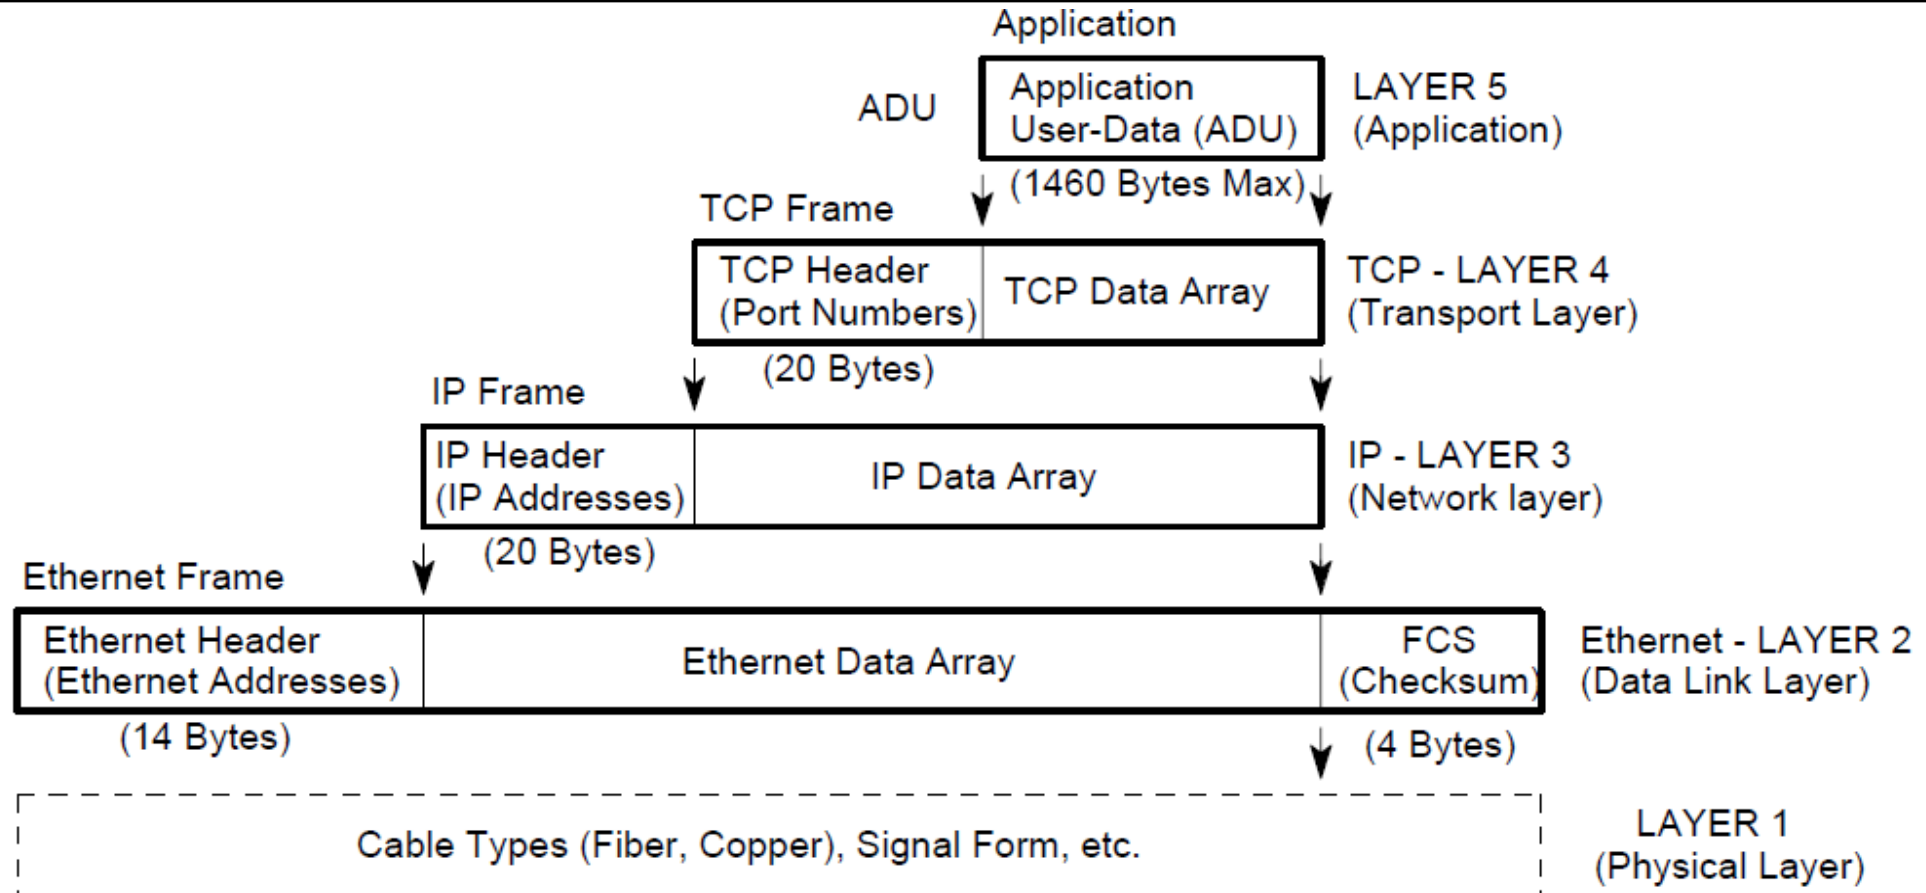 Application
ADU
Application
User-Data (ADU)
LAYER 5
(Application)
(1460 Bytes Max)
TCP Frame
TCP Header
(Port Numbers)
TCP Data Array
TCP - LAYER 4
(Transport Layer)
(20 Bytes)
IP Frame
IP Header
(IP Addresses)
IP Data Array
IP - LAYER 3
(Network layer)
(20 Bytes)
Ethernet Frame
Ethernet Header
(Ethernet Addresses)
Ethernet Data Array
FCS
(Checksum)
Ethernet - LAYER 2
(Data Link Layer)
(14 Bytes)
(4 Bytes)
Cable Types (Fiber, Copper), Signal Form, etc.
LAYER 1
(Physical Layer)